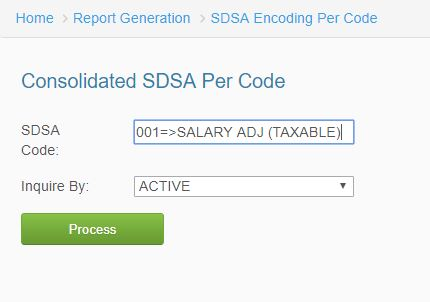 Home > Report Generation > SDSA Encoding Per Code
Consolidated SDSA Per Code
SDSA Code: 001=>SALARY ADJ (TAXABLE)
Inquire By: ACTIVE
Process